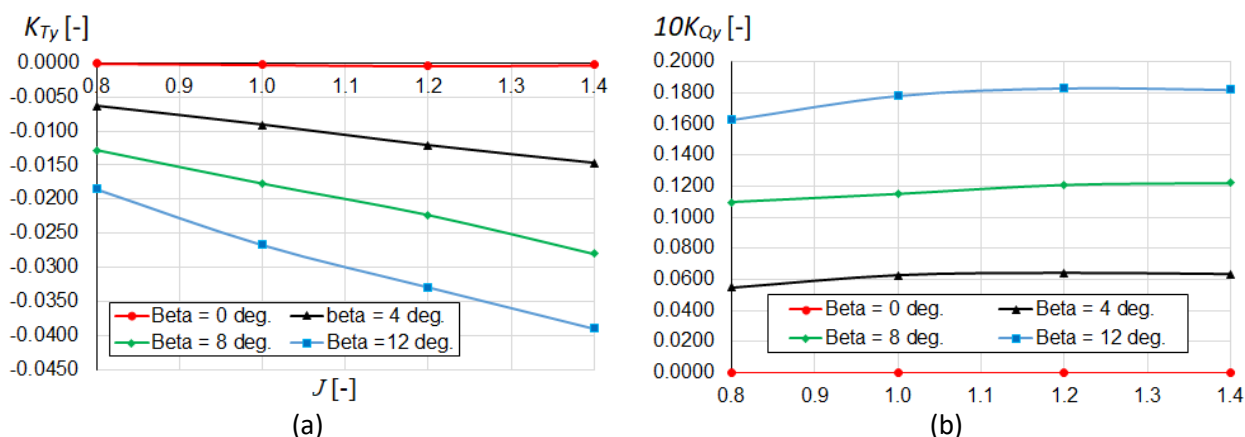 K_Ty [-]
0.0000
-0.0050
-0.0100
-0.0150
-0.0200
-0.0250
-0.0300
-0.0350
-0.0400
-0.0450
0.8 0.9 1.0 1.1 1.2 1.3 1.4
Beta = 0 deg. beta = 4 deg.
Beta = 8 deg. Beta =12 deg.
J [-]
(a)
10K_Qy [-]
0.2000
0.1800
0.1600
0.1400
0.1200
0.1000
0.0800
0.0600
0.0400
0.0200
0.0000
Beta = 0 deg. Beta = 4 deg.
Beta = 8 deg. Beta = 12 deg.
0.8 0.9 1.0 1.1 1.2 1.3 1.4
(b)